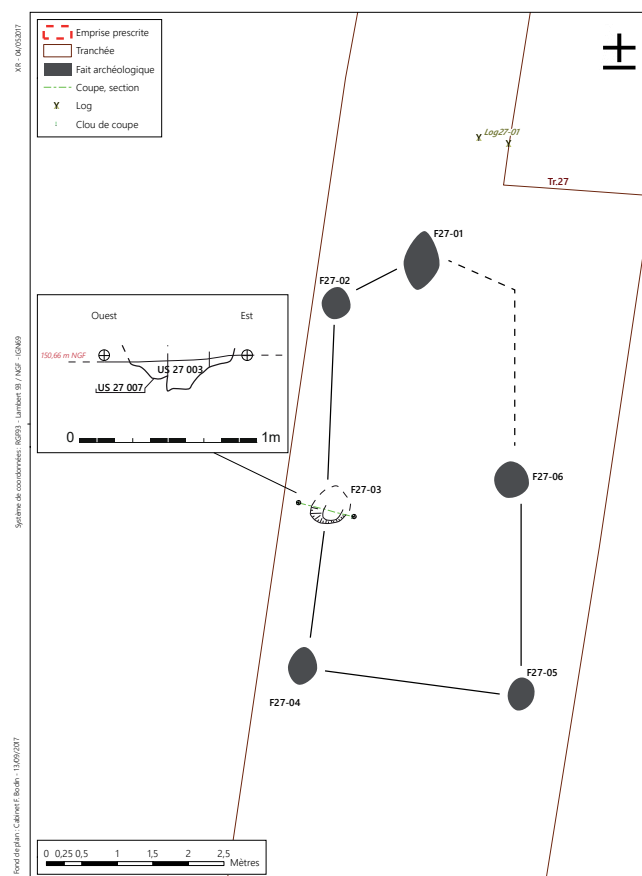 Emprise prescrite
Tranchée
Fait archéologique
Coupe, section
Y Log
Clou de coupe
XR - 04/05/2017
Log27-01
Y Y
Tr.27
F27-01
F27-02
Ouest Est
150,66 m NGF
US 27 003
US 27 007
0 1m
F27-03
F27-06
F27-04
F27-05
Système de coordonnées : RGF93 - Lambert 93 / NGF - IGN69
Fond de plan : Cabinet F. Bodin - 13/09/2017
0 0,25 0,5 1 1,5 2 2,5
Mètres